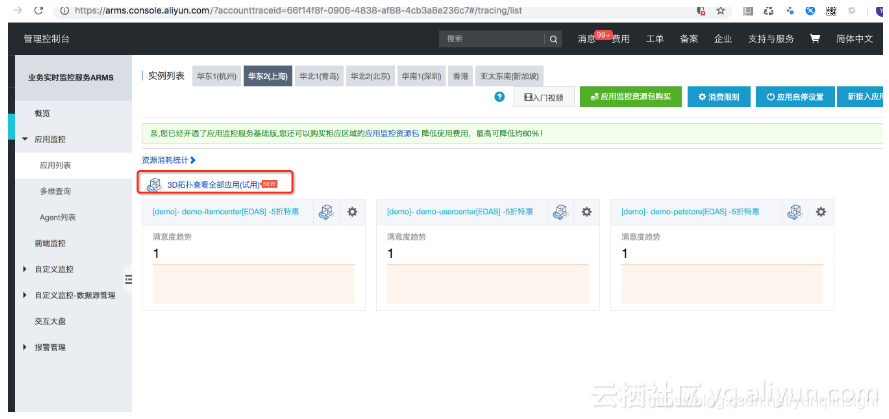 https://arms.console.aliyun.com/?accounttraceid=66f14f8f-0906-4838-af88-4cb3a8e236c7#/tracing/list
管理控制台
搜索
消息 99+ 费用 工单 备案 企业 支持与服务 简体中文
业务实时监控服务ARMS
实例列表 华东1(杭州) 华东2(上海) 华北1(青岛) 华北2(北京) 华南1(深圳) 香港 亚太东南(新加坡)
入门视频 应用监控资源包购买 消费限制 应用启停设置 新接入应用
概览
应用监控
应用列表
多维查询
Agent列表
前端监控
自定义监控
自定义监控-数据源管理
交互大盘
报警管理
亲,您已经开通了应用监控服务基础版,您还可以购买相应区域的应用监控资源包 降低使用费用，最高可降低约60%！
资源消耗统计
3D拓扑查看全部应用(试用) NEW
[demo]- demo-itemcenter[EDAS] -5折特惠
满意度趋势
1
[demo]- demo-usercenter[EDAS] -5折特惠
满意度趋势
1
[demo]- demo-petstore[EDAS] -5折特惠
满意度趋势
1
云栖社区 yq.aliyun.com
https://blog.csdn.net/yunqiinsight